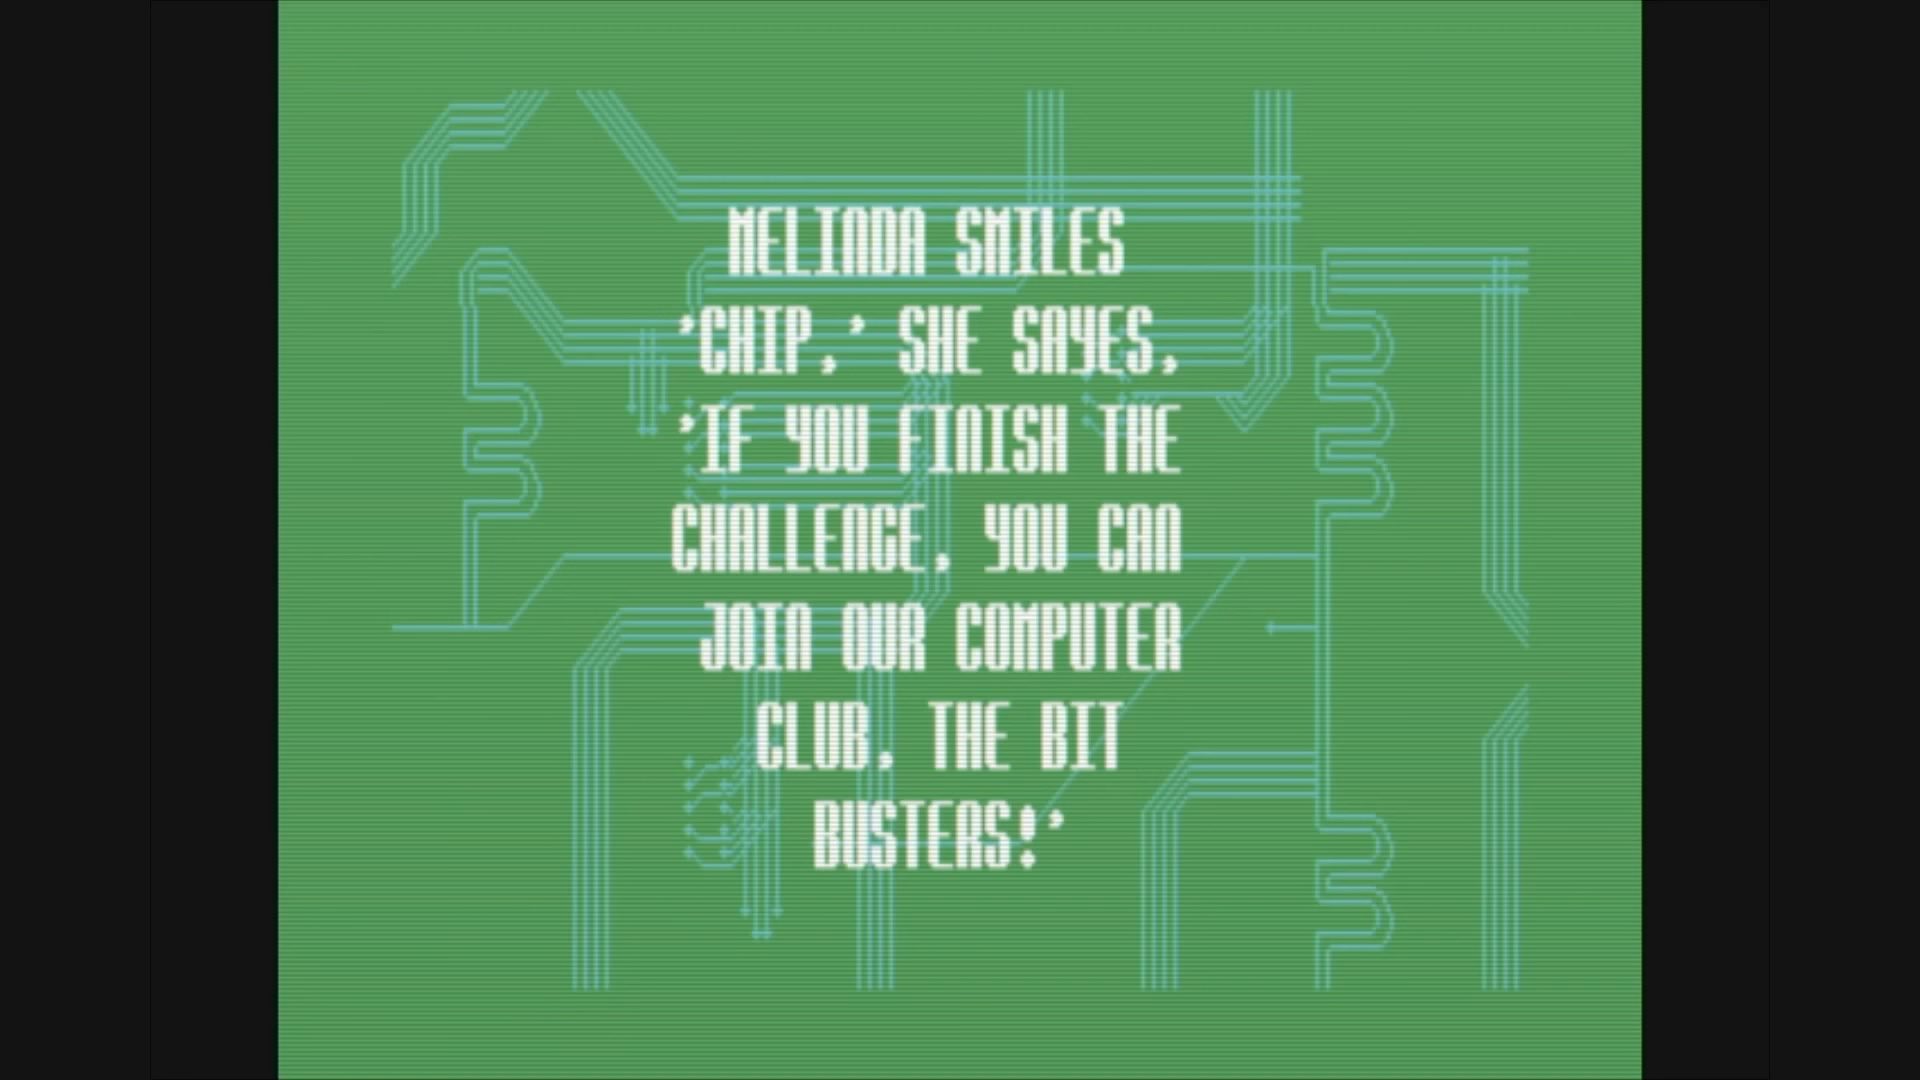 MELINDA SMILES
'CHIP,' SHE SAYES,
'IF YOU FINISH THE
CHALLENGE, YOU CAN
JOIN OUR COMPUTER
CLUB, THE BIT
BUSTERS!'